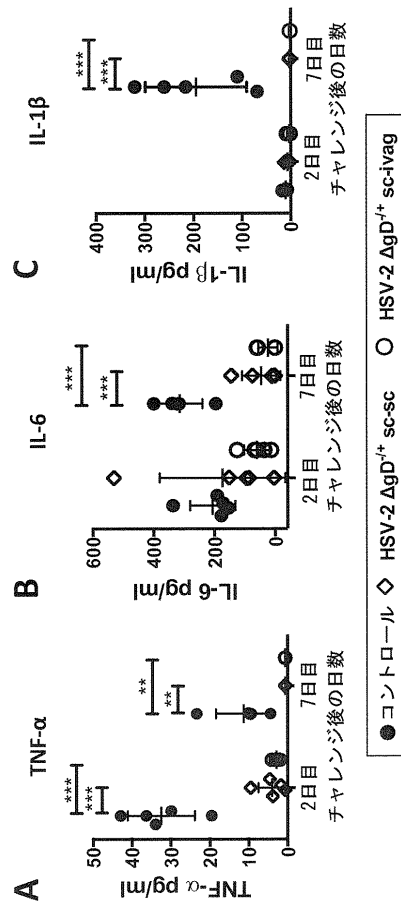 A
TNF-α
TNF- α pg/ml
50
40
30
20
10
0
***
***
**
**
2日目
7日目
チャレンジ後の日数
B
IL-6
IL-6 pg/ml
600
400
200
0
***
***
2日目
7日目
チャレンジ後の日数
C
IL-1β
IL-1β pg/ml
400
300
200
100
0
***
***
2日目
7日目
チャレンジ後の日数
コントロール
HSV-2 ΔgD-/+ sc-sc
HSV-2 ΔgD-/+ sc-ivag